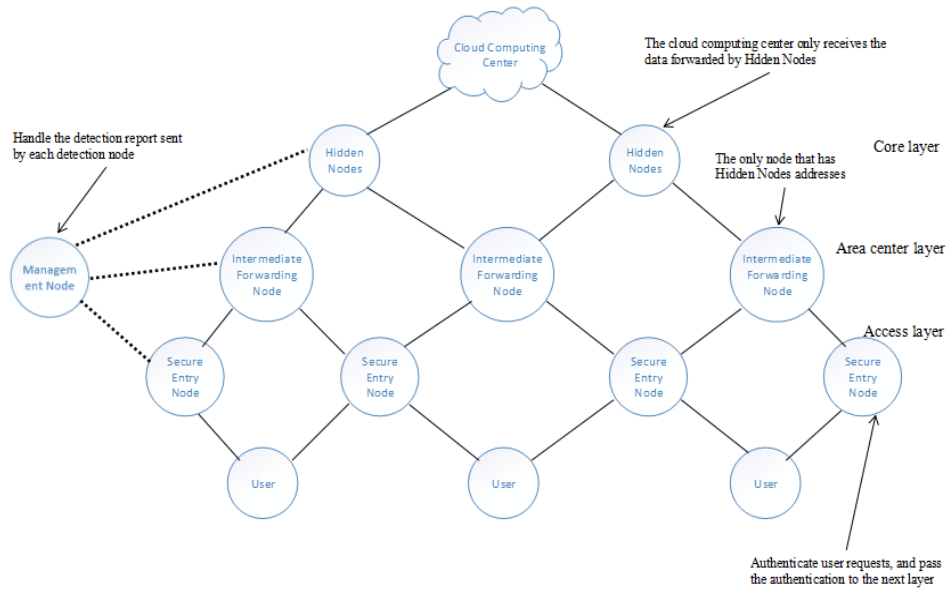 Cloud Computing
Center
The cloud computing center only receives the
data forwarded by Hdden Nodes
Handle the detection report sent
by each detection node
Hidden
Nodes
Hidden
Nodes
Core layer
The only node that has
Hidden Nodes addresses
Managem
ent Node
Intermediate
Forwarding
Node
Intermediate
Forwarding
Node
Intermediate
Forwarding
Node
Area center layer
Access layer
Secure
Entry
Node
Secure
Entry
Node
Secure
Entry
Node
Secure
Entry
Node
User
User
User
Authenticate user requests, and pass
the authentication to the next layer